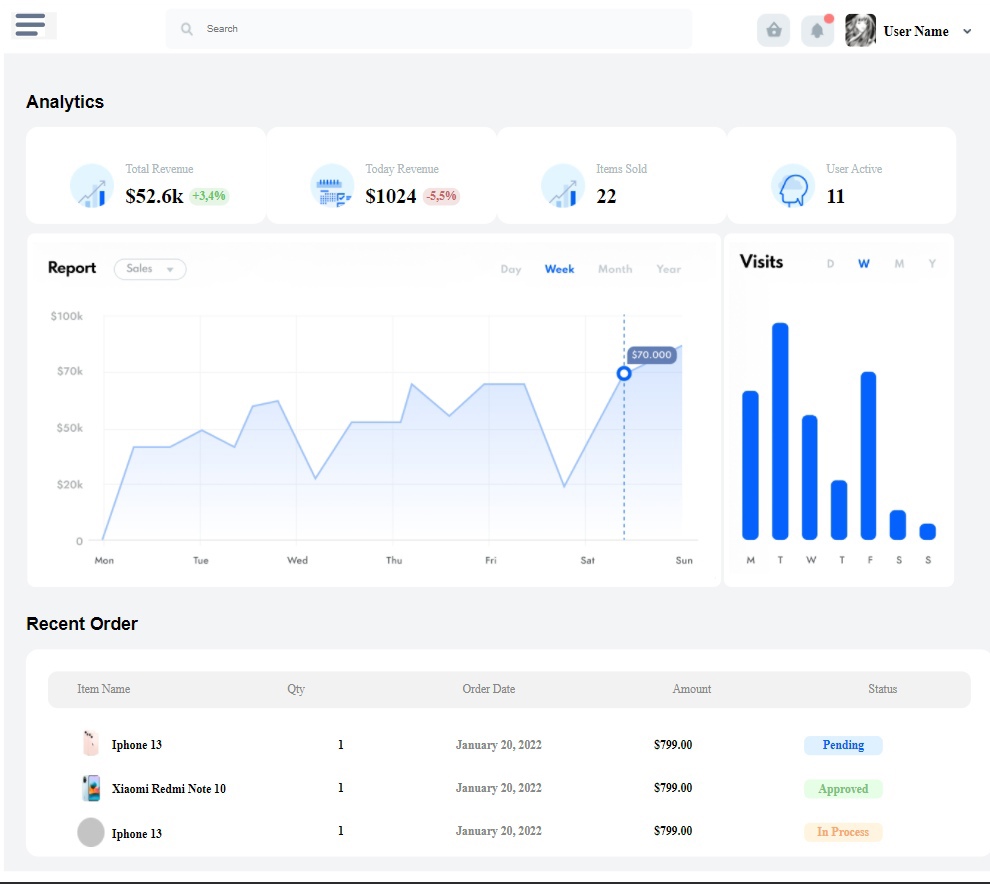 Search
User Name
Analytics
Total Revenue
$52.6k +3,4%
Today Revenue
$1024 -5,5%
Items Sold
22
User Active
11
Report Sales Day Week Month Year
$100k
$70k
$50k
$20k
0
$70.000
Mon Tue Wed Thu Fri Sat Sun
Visits D W M Y
M T W T F S S
Recent Order
Item Name Qty Order Date Amount Status
Iphone 13 1 January 20, 2022 $799.00 Pending
Xiaomi Redmi Note 10 1 January 20, 2022 $799.00 Approved
Iphone 13 1 January 20, 2022 $799.00 In Process